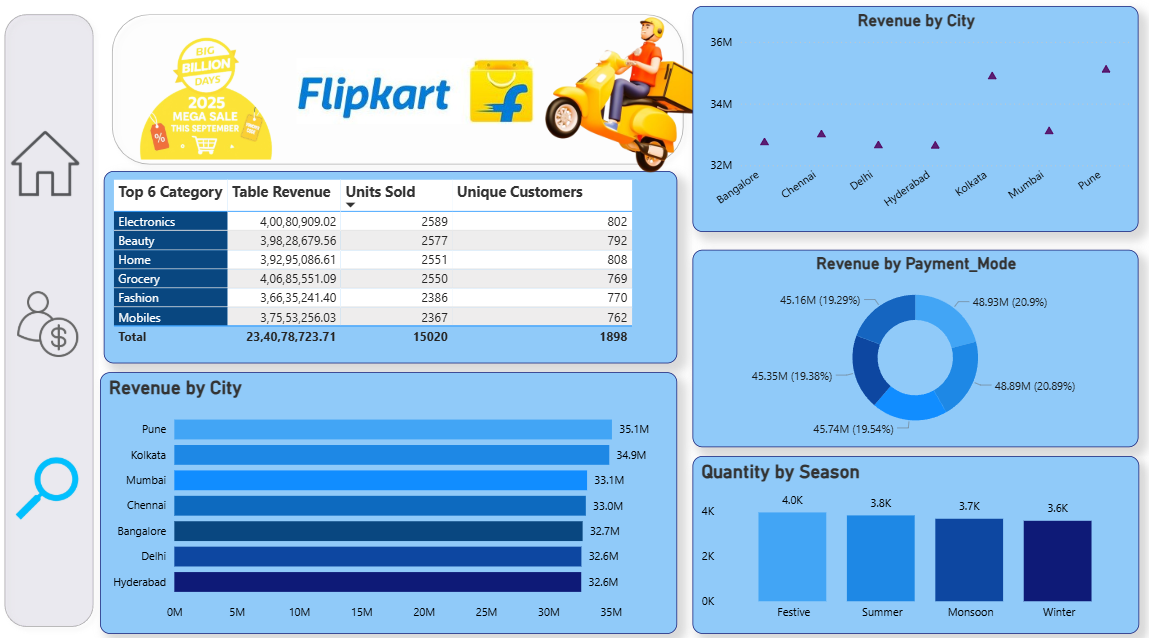 BIG
BILLION
DAYS
2025
MEGA SALE
THIS SEPTEMBER
%
Flipkart
f
Top 6 Category Table Revenue Units Sold Unique Customers
Electronics 4,00,80,909.02 2589 802
Beauty 3,98,28,679.56 2577 792
Home 3,92,95,086.61 2551 808
Grocery 4,06,85,551.09 2550 769
Fashion 3,66,35,241.40 2386 770
Mobiles 3,75,53,256.03 2367 762
Total 23,40,78,723.71 15020 1898
Revenue by City
Pune 35.1M
Kolkata 34.9M
Mumbai 33.1M
Chennai 33.0M
Bangalore 32.7M
Delhi 32.6M
Hyderabad 32.6M
0M 5M 10M 15M 20M 25M 30M 35M
Revenue by City
36M
34M
32M
Bangalore Chennai Delhi Hyderabad Kolkata Mumbai Pune
Revenue by Payment_Mode
45.16M (19.29%) 48.93M (20.9%)
45.35M (19.38%) 48.89M (20.89%)
45.74M (19.54%)
Quantity by Season
4.0K 3.8K 3.7K 3.6K
4K
2K
0K
Festive Summer Monsoon Winter
$